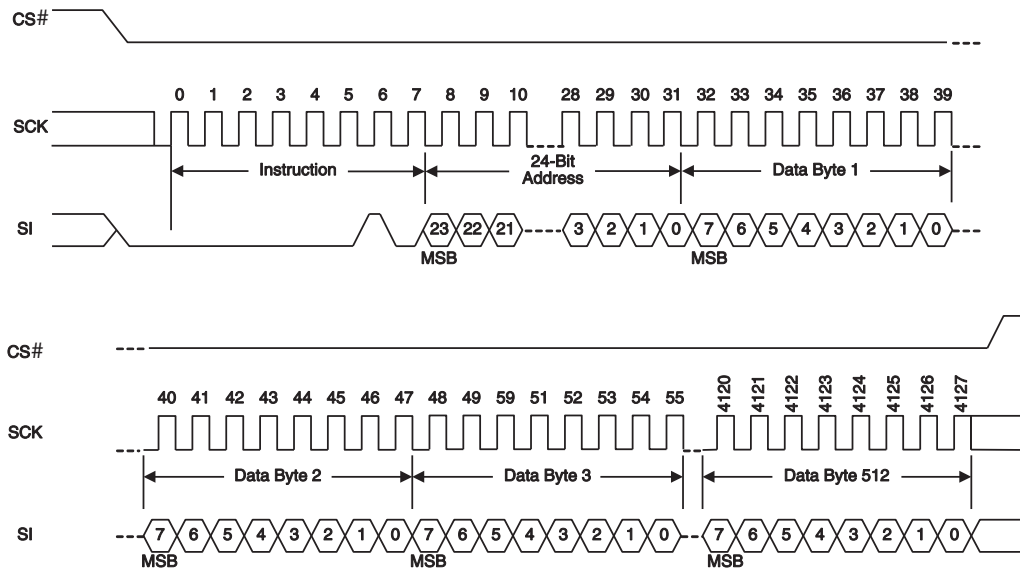 CS#
0 1 2 3 4 5 6 7 8 9 10 28 29 30 31 32 33 34 35 36 37 38 39
SCK
Instruction 24-Bit Address Data Byte 1
SI 23 22 21 3 2 1 0 7 6 5 4 3 2 1 0
MSB MSB
CS#
40 41 42 43 44 45 46 47 48 49 59 51 52 53 54 55 4120 4121 4122 4123 4124 4125 4126 4127
SCK
Data Byte 2 Data Byte 3 Data Byte 512
SI 7 6 5 4 3 2 1 0 7 6 5 4 3 2 1 0 7 6 5 4 3 2 1 0
MSB MSB MSB